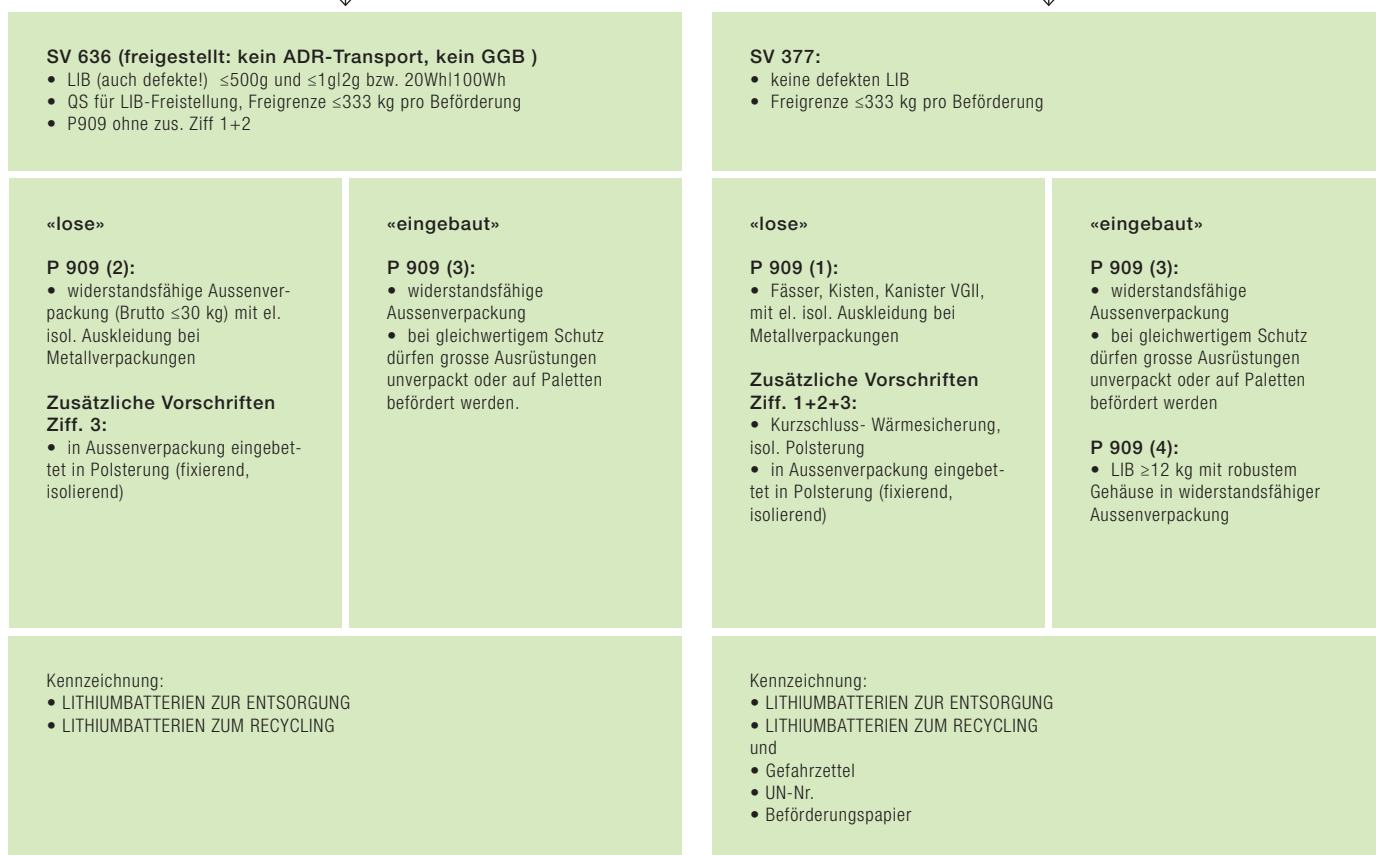 SV 636 (freigestellt: kein ADR-Transport, kein GGB )
• LIB (auch defekte!) ≤500g und ≤1g|2g bzw. 20Wh|100Wh
• QS für LIB-Freistellung, Freigrenze ≤333 kg pro Beförderung
• P909 ohne zus. Ziff 1+2
SV 377:
• keine defekten LIB
• Freigrenze ≤333 kg pro Beförderung
«lose»
P 909 (2):
• widerstandsfähige Aussenver-
packung (Brutto ≤30 kg) mit el.
isol. Auskleidung bei
Metallverpackungen
Zusätzliche Vorschriften
Ziff. 3:
• in Aussenverpackung eingebet-
tet in Polsterung (fixierend,
isolierend)
«eingebaut»
P 909 (3):
• widerstandsfähige
Aussenverpackung
• bei gleichwertigem Schutz
dürfen grosse Ausrüstungen
unverpackt oder auf Paletten
befördert werden.
«lose»
P 909 (1):
• Fässer, Kisten, Kanister VGII,
mit el. isol. Auskleidung bei
Metallverpackungen
Zusätzliche Vorschriften
Ziff. 1+2+3:
• Kurzschluss- Wärmesicherung,
isol. Polsterung
• in Aussenverpackung eingebet-
tet in Polsterung (fixierend,
isolierend)
«eingebaut»
P 909 (3):
• widerstandsfähige
Aussenverpackung
• bei gleichwertigem Schutz
dürfen grosse Ausrüstungen
unverpackt oder auf Paletten
befördert werden
P 909 (4):
• LIB ≥12 kg mit robustem
Gehäuse in widerstandsfähiger
Aussenverpackung
Kennzeichnung:
• LITHIUMBATTERIEN ZUR ENTSORGUNG
• LITHIUMBATTERIEN ZUM RECYCLING
Kennzeichnung:
• LITHIUMBATTERIEN ZUR ENTSORGUNG
• LITHIUMBATTERIEN ZUM RECYCLING
und
• Gefahrzettel
• UN-Nr.
• Beförderungspapier